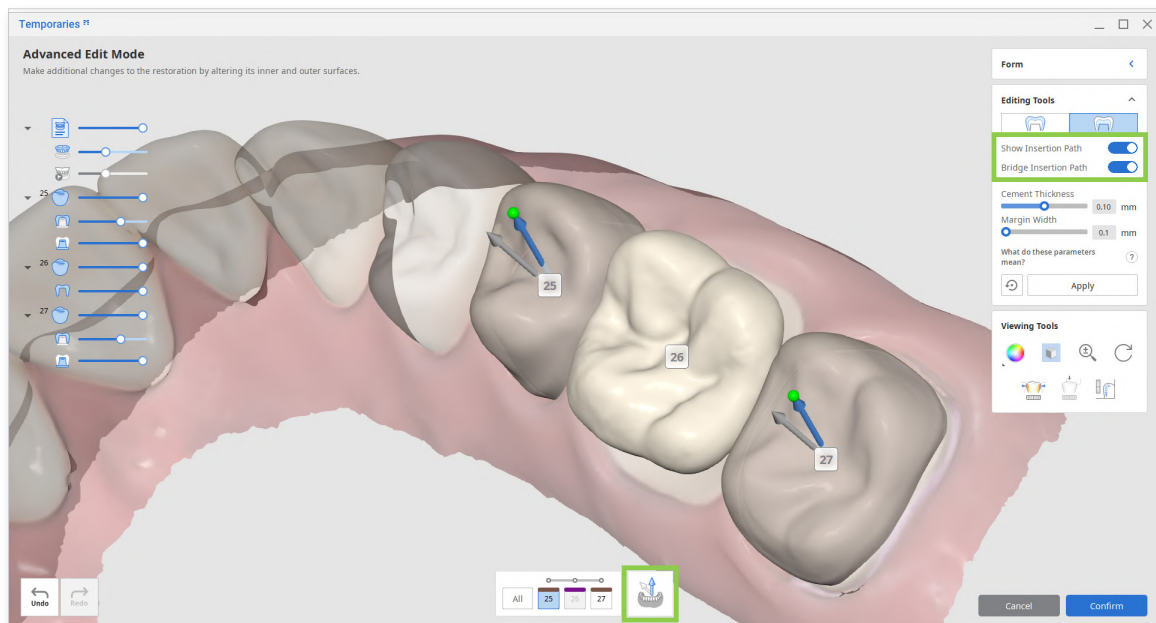 Temporaries
Advanced Edit Mode
Make additional changes to the restoration by altering its inner and outer surfaces.
25
26
27
25
26
27
Form
Editing Tools
Show Insertion Path
Bridge Insertion Path
Cement Thickness
0.10 mm
Margin Width
0.1 mm
What do these parameters
mean?
?
Apply
Viewing Tools
Undo
Redo
All
25
26
27
Cancel
Confirm